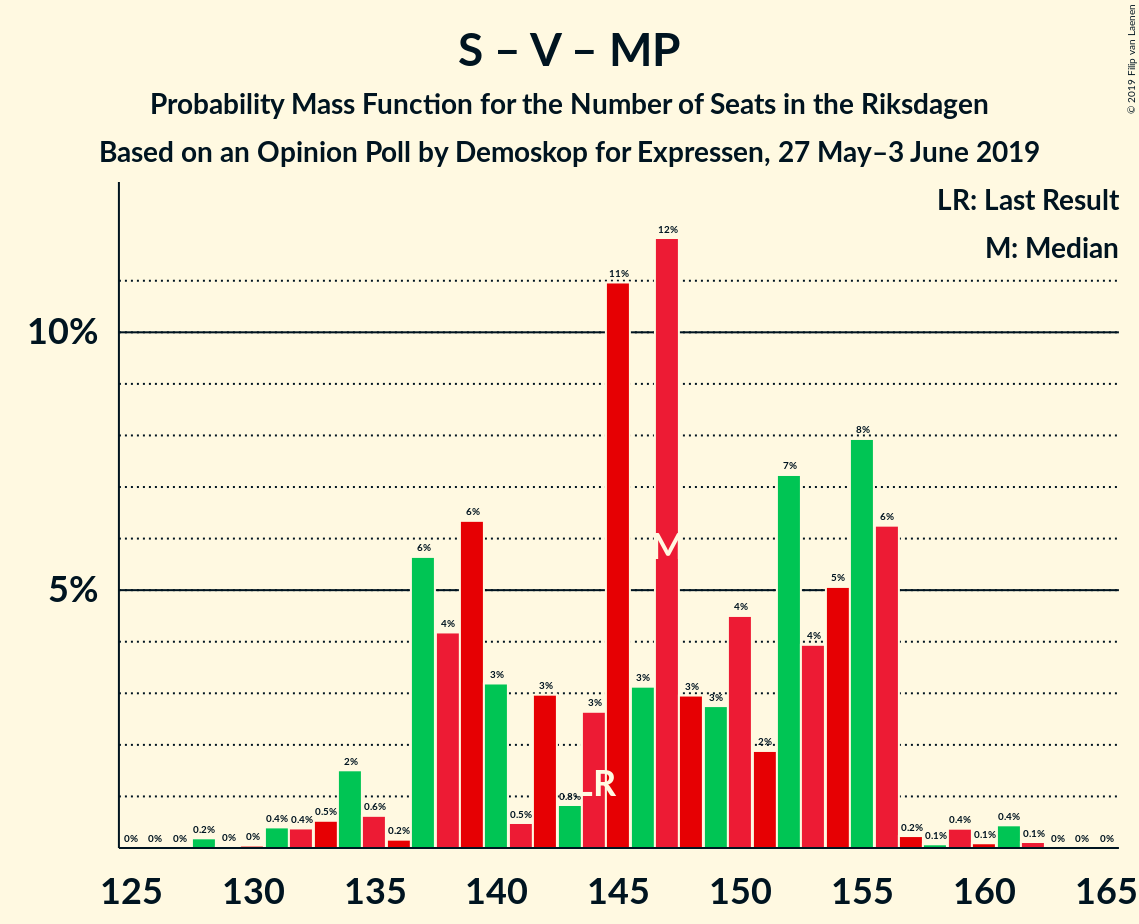 S – V – MP
Probability Mass Function for the Number of Seats in the Riksdagen
Based on an Opinion Poll by Demoskop for Expressen, 27 May–3 June 2019
© 2019 Filip van Laenen
LR: Last Result
M: Median
10%
5%
0% 0% 0% 0.2% 0% 0% 0.4% 0.4% 0.5% 2% 0.6% 0.2% 6% 4% 6% 3% 0.5% 3% 0.8% 3% 11% 3% 12% 3% 3% 4% 2% 7% 4% 5% 8% 6% 0.2% 0.1% 0.4% 0.1% 0.4% 0.1% 0% 0% 0%
M
LR
125 130 135 140 145 150 155 160 165